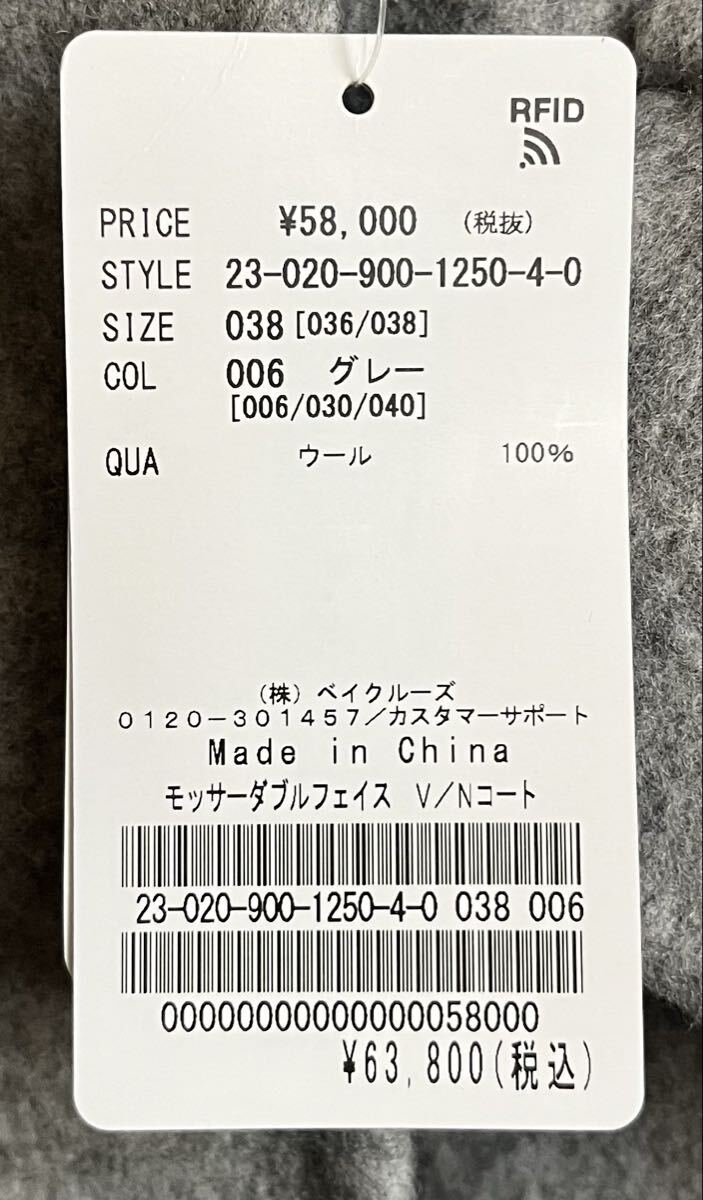 RFID
PRICE ¥58,000 (税抜)
STYLE 23-020-900-1250-4-0
SIZE 038 [036/038]
COL 006 グレー
[006/030/040]
QUA ウール 100%
（株）ベイクルーズ
０１２０－３０１４５７／カスタマーサポート
Made in China
モッサーダブルフェイス V/Nコート
23-020-900-1250-4-0 038 006
00000000000000058000
¥63,800(税込)